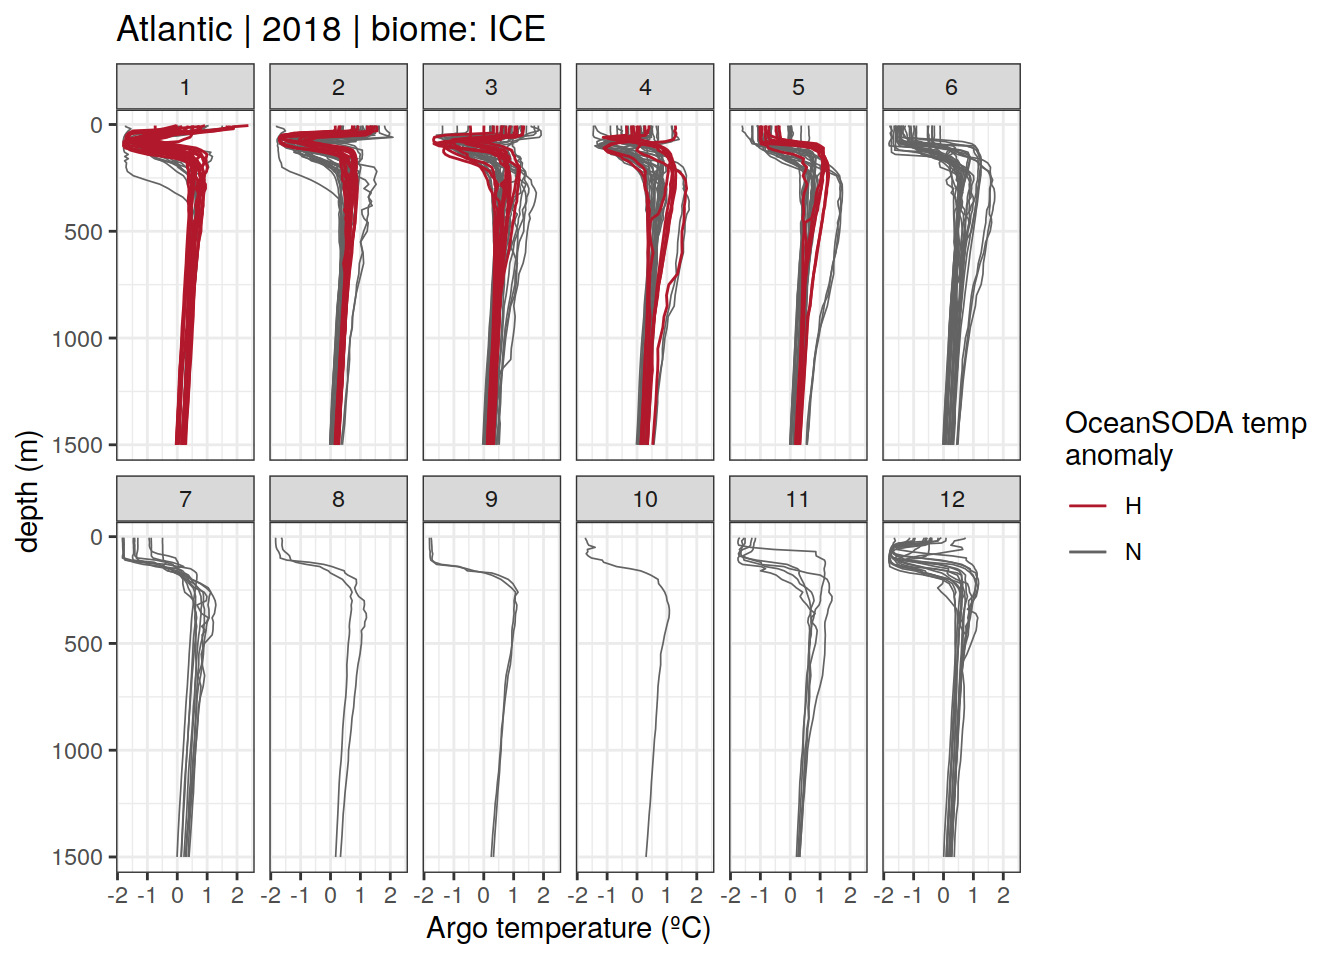 Atlantic | 2018 | biome: ICE
1 2 3 4 5 6
0
500
1000
1500
7 8 9 10 11 12
0
500
1000
1500
-2 -1 0 1 2 -2 -1 0 1 2 -2 -1 0 1 2 -2 -1 0 1 2 -2 -1 0 1 2 -2 -1 0 1 2
Argo temperature (ºC)
depth (m)
OceanSODA temp
anomaly
H
N